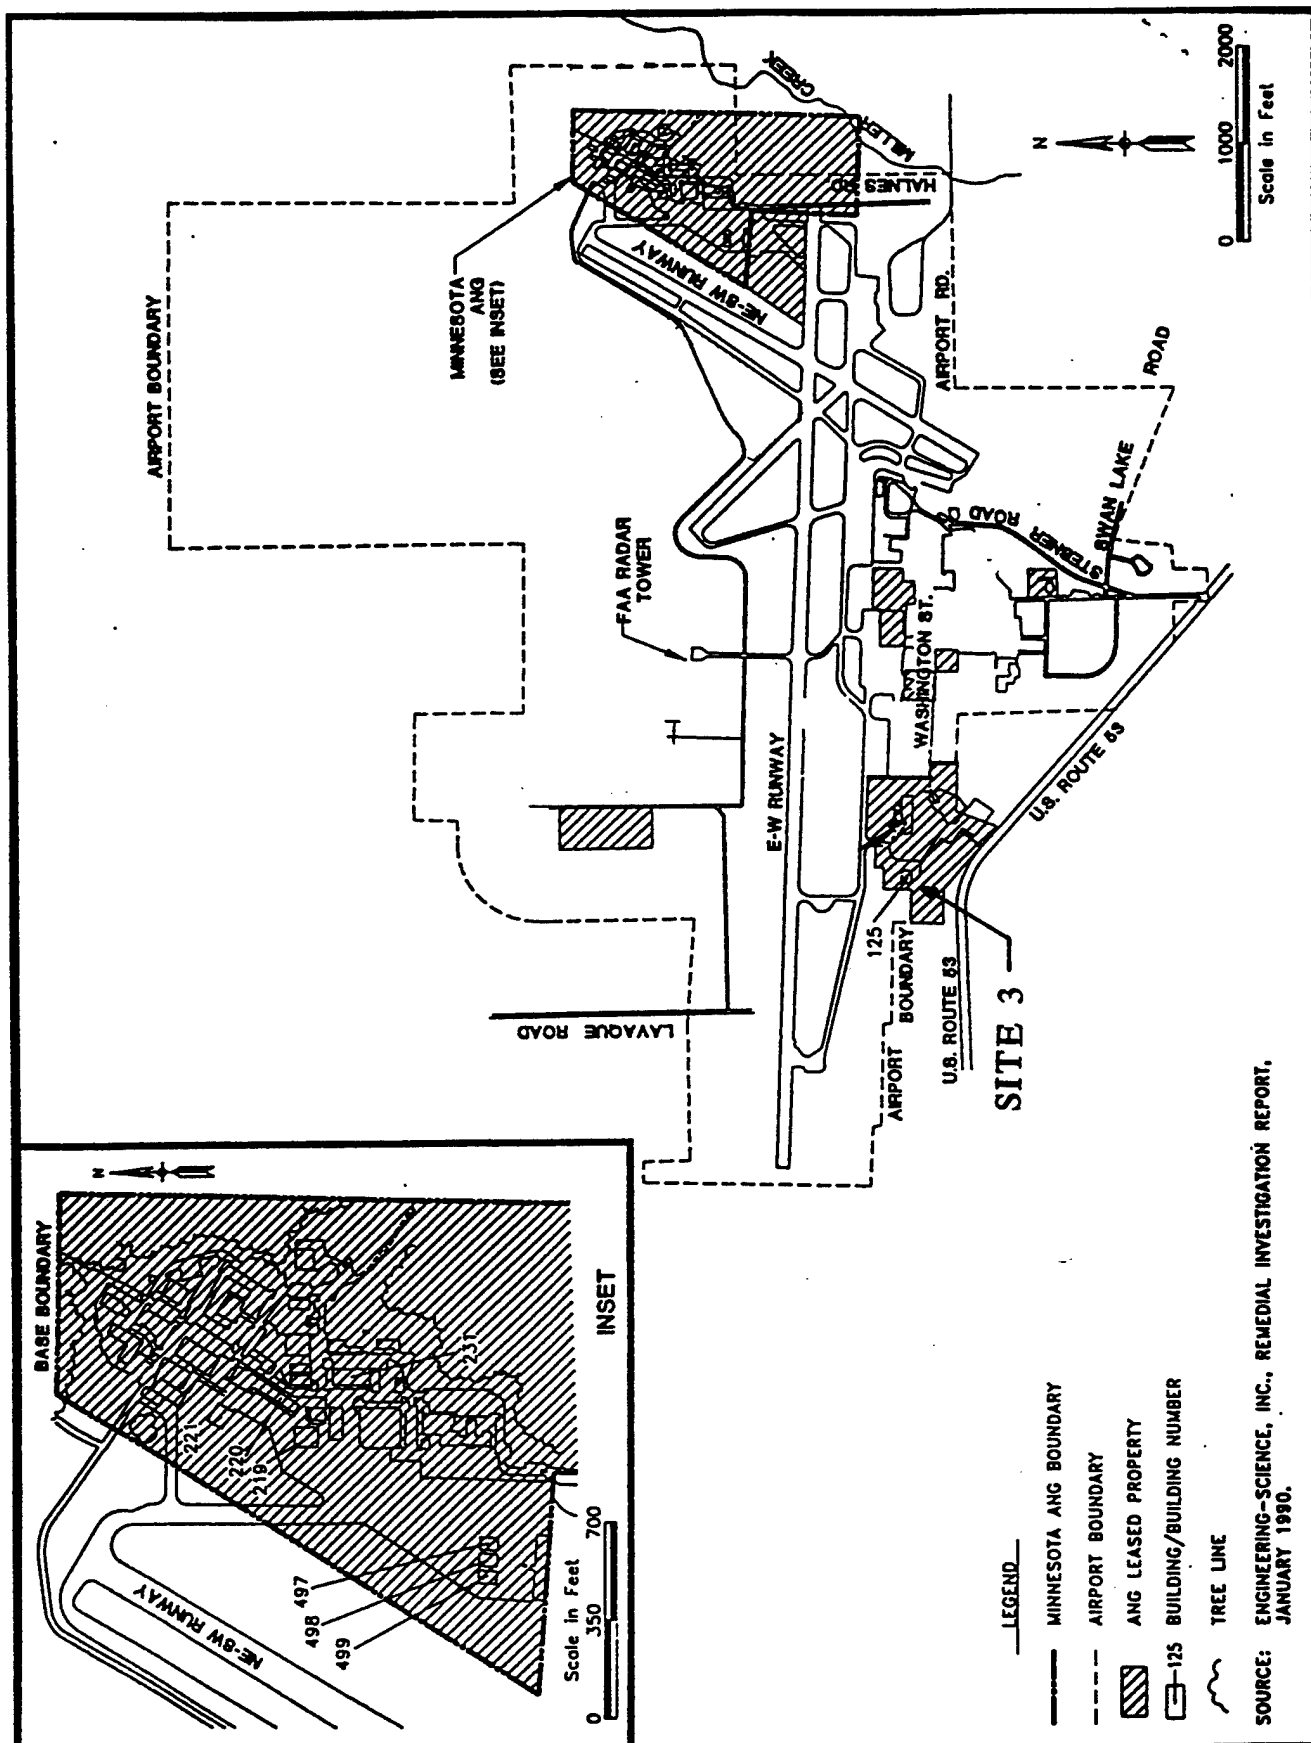 BASE BOUNDARY
N
221
220
219
231
497
498
499
NE-SW RUNWAY
0 350 700
Scale in Feet
INSET
AIRPORT BOUNDARY
MINNESOTA
ANG
(SEE INSET)
NE-SW RUNWAY
MILLER CREEK
HALNES RD
FAA RADAR
TOWER
LAVAQUE ROAD
E-W RUNWAY
AIRPORT RD.
WASHINGTON ST.
STEBNER ROAD
SWAN LAKE
ROAD
U.S. ROUTE 53
125
AIRPORT
BOUNDARY
U.S. ROUTE 53
SITE 3
N
0 1000 2000
Scale in Feet
LEGEND
MINNESOTA ANG BOUNDARY
AIRPORT BOUNDARY
ANG LEASED PROPERTY
125 BUILDING/BUILDING NUMBER
TREE LINE
SOURCE: ENGINEERING-SCIENCE, INC., REMEDIAL INVESTIGATION REPORT,
JANUARY 1990.